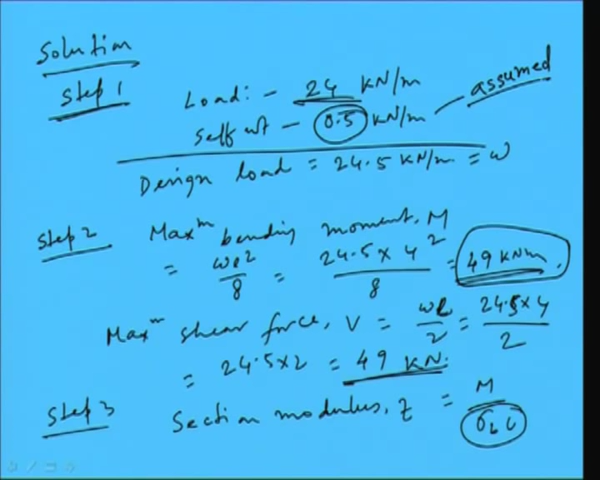 Solution
Step 1
Load: - 24 KN/m
Self wt - 0.5 KN/m - assumed
Design load = 24.5 KN/m = w
Step 2 Max^m bending moment, M
= wl²/8 = 24.5 x 4²/8 = 49 KNm.
Max^m shear force, V = wl/2 = 24.5 x 4/2
= 24.5 x 2 = 49 KN.
Step 3 Section modulus, Z = M/σbc